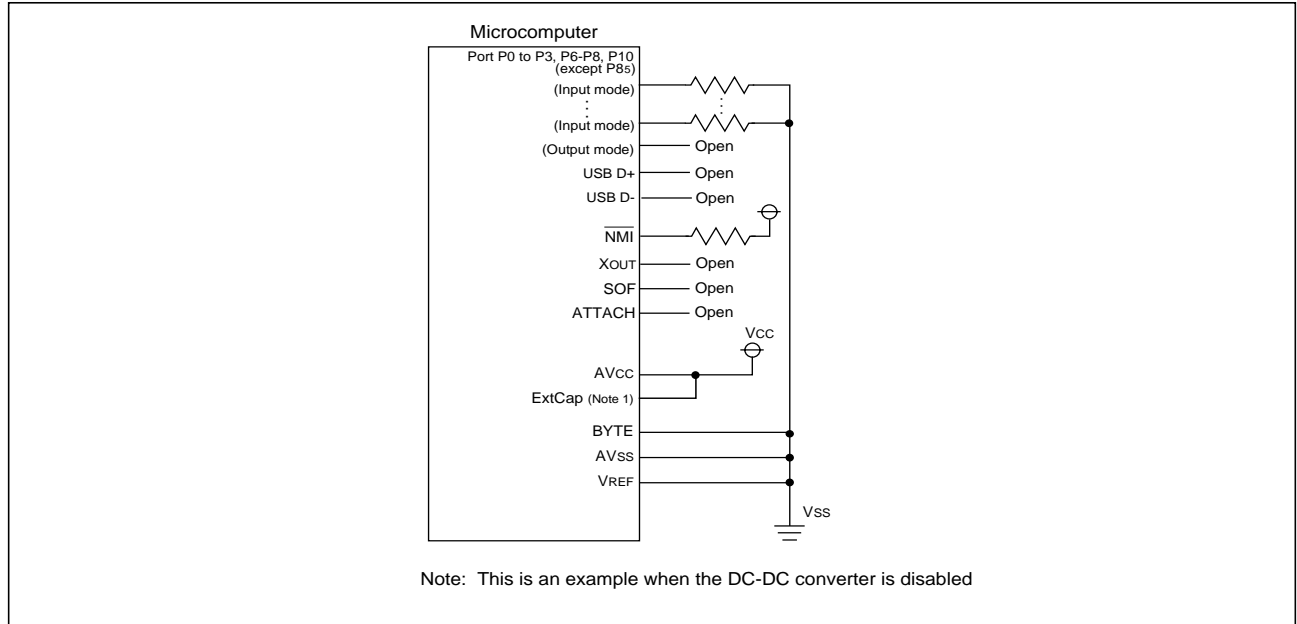 Microcomputer
Port P0 to P3, P6-P8, P10
(except P85)
(Input mode)
(Input mode)
(Output mode)
Open
USB D+
Open
USB D-
Open
NMI
XOUT
Open
SOF
Open
ATTACH
Open
VCC
AVCC
ExtCap (Note 1)
BYTE
AVSS
VREF
VSS
Note: This is an example when the DC-DC converter is disabled